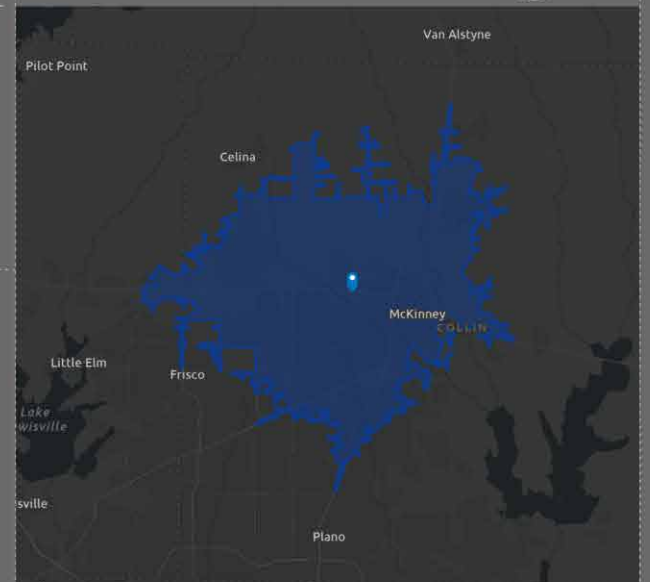 Van Alstyne
Pilot Point
Celina
McKinney
COLLIN
Little Elm
Frisco
Lake
wisville
sville
Plano